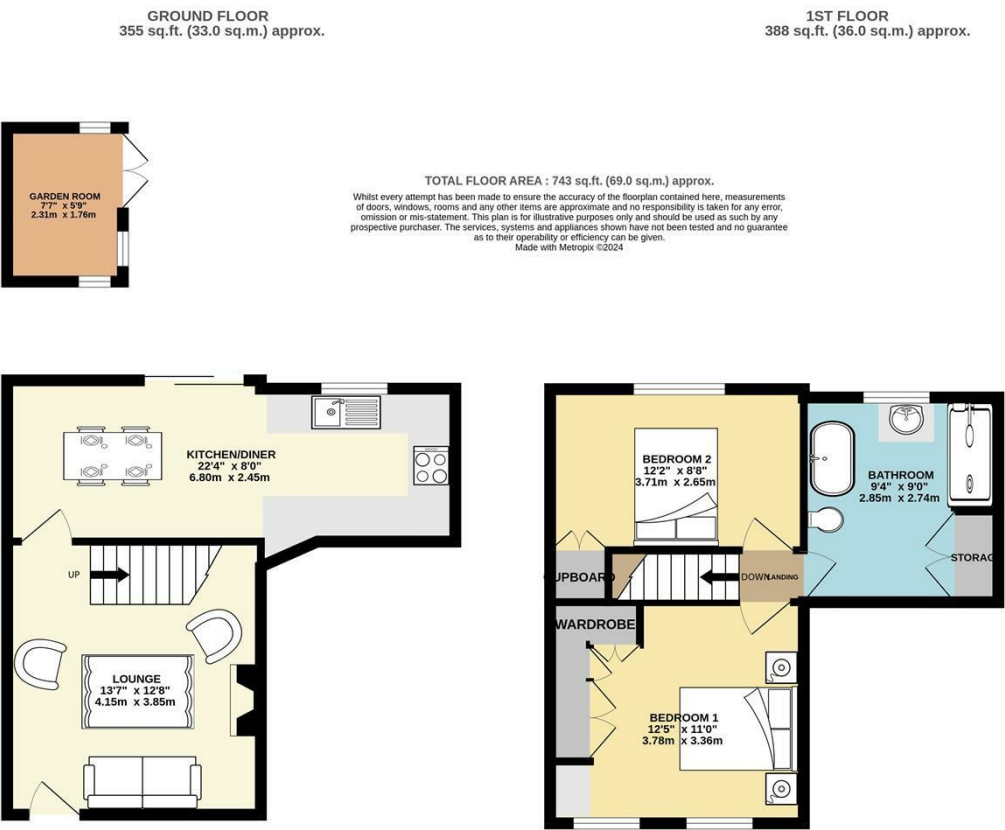 GROUND FLOOR
355 sq.ft. (33.0 sq.m.) approx.
1ST FLOOR
388 sq.ft. (36.0 sq.m.) approx.
GARDEN ROOM
7'7" x 5'9"
2.31m x 1.76m
TOTAL FLOOR AREA : 743 sq.ft. (69.0 sq.m.) approx.
Whilst every attempt has been made to ensure the accuracy of the floorplan contained here, measurements
of doors, windows, rooms and any other items are approximate and no responsibility is taken for any error,
omission or mis-statement. This plan is for illustrative purposes only and should be used as such by any
prospective purchaser. The services, systems and appliances shown have not been tested and no guarantee
as to their operability or efficiency can be given.
Made with Metropix ©2024
KITCHEN/DINER
22'4" x 8'0"
6.80m x 2.45m
UP
LOUNGE
13'7" x 12'8"
4.15m x 3.85m
BEDROOM 2
12'2" x 8'8"
3.71m x 2.65m
BATHROOM
9'4" x 9'0"
2.85m x 2.74m
STORAG
CUPBOARD
DOWN
LANDING
WARDROBE
BEDROOM 1
12'5" x 11'0"
3.78m x 3.36m